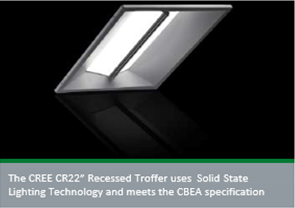 The CREE CR22” Recessed Troffer uses Solid State
Lighting Technology and meets the CBEA specification